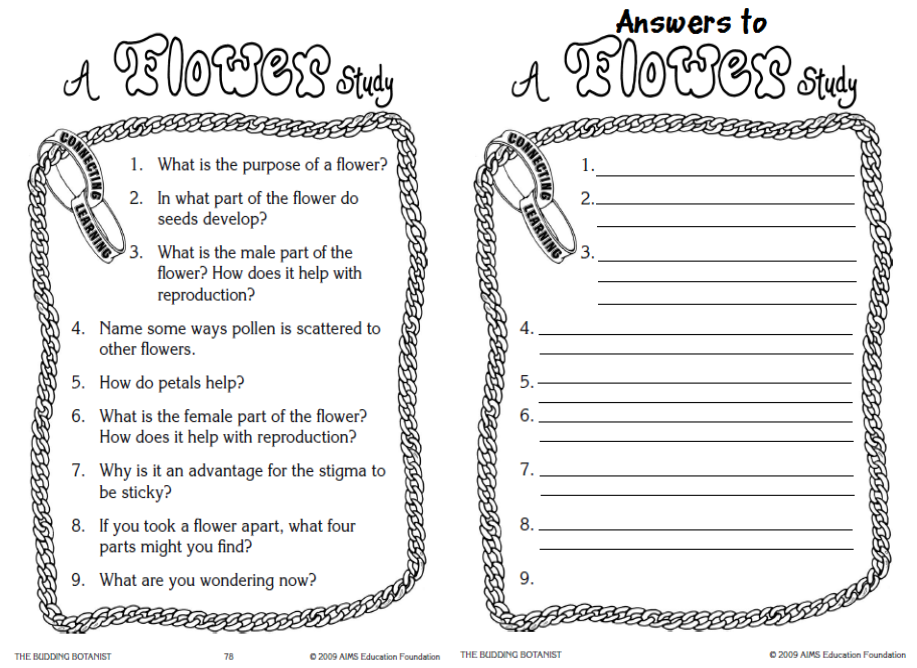 A Flower Study
CONNECTING
LEARNING
1. What is the purpose of a flower?
2. In what part of the flower do
seeds develop?
3. What is the male part of the
flower? How does it help with
reproduction?
4. Name some ways pollen is scattered to
other flowers.
5. How do petals help?
6. What is the female part of the flower?
How does it help with reproduction?
7. Why is it an advantage for the stigma to
be sticky?
8. If you took a flower apart, what four
parts might you find?
9. What are you wondering now?
THE BUDDING BOTANIST 78 © 2009 AIMS Education Foundation
Answers to
A Flower Study
CONNECTING
LEARNING
1.
2.
3.
4.
5.
6.
7.
8.
9.
THE BUDDING BOTANIST © 2009 AIMS Education Foundation